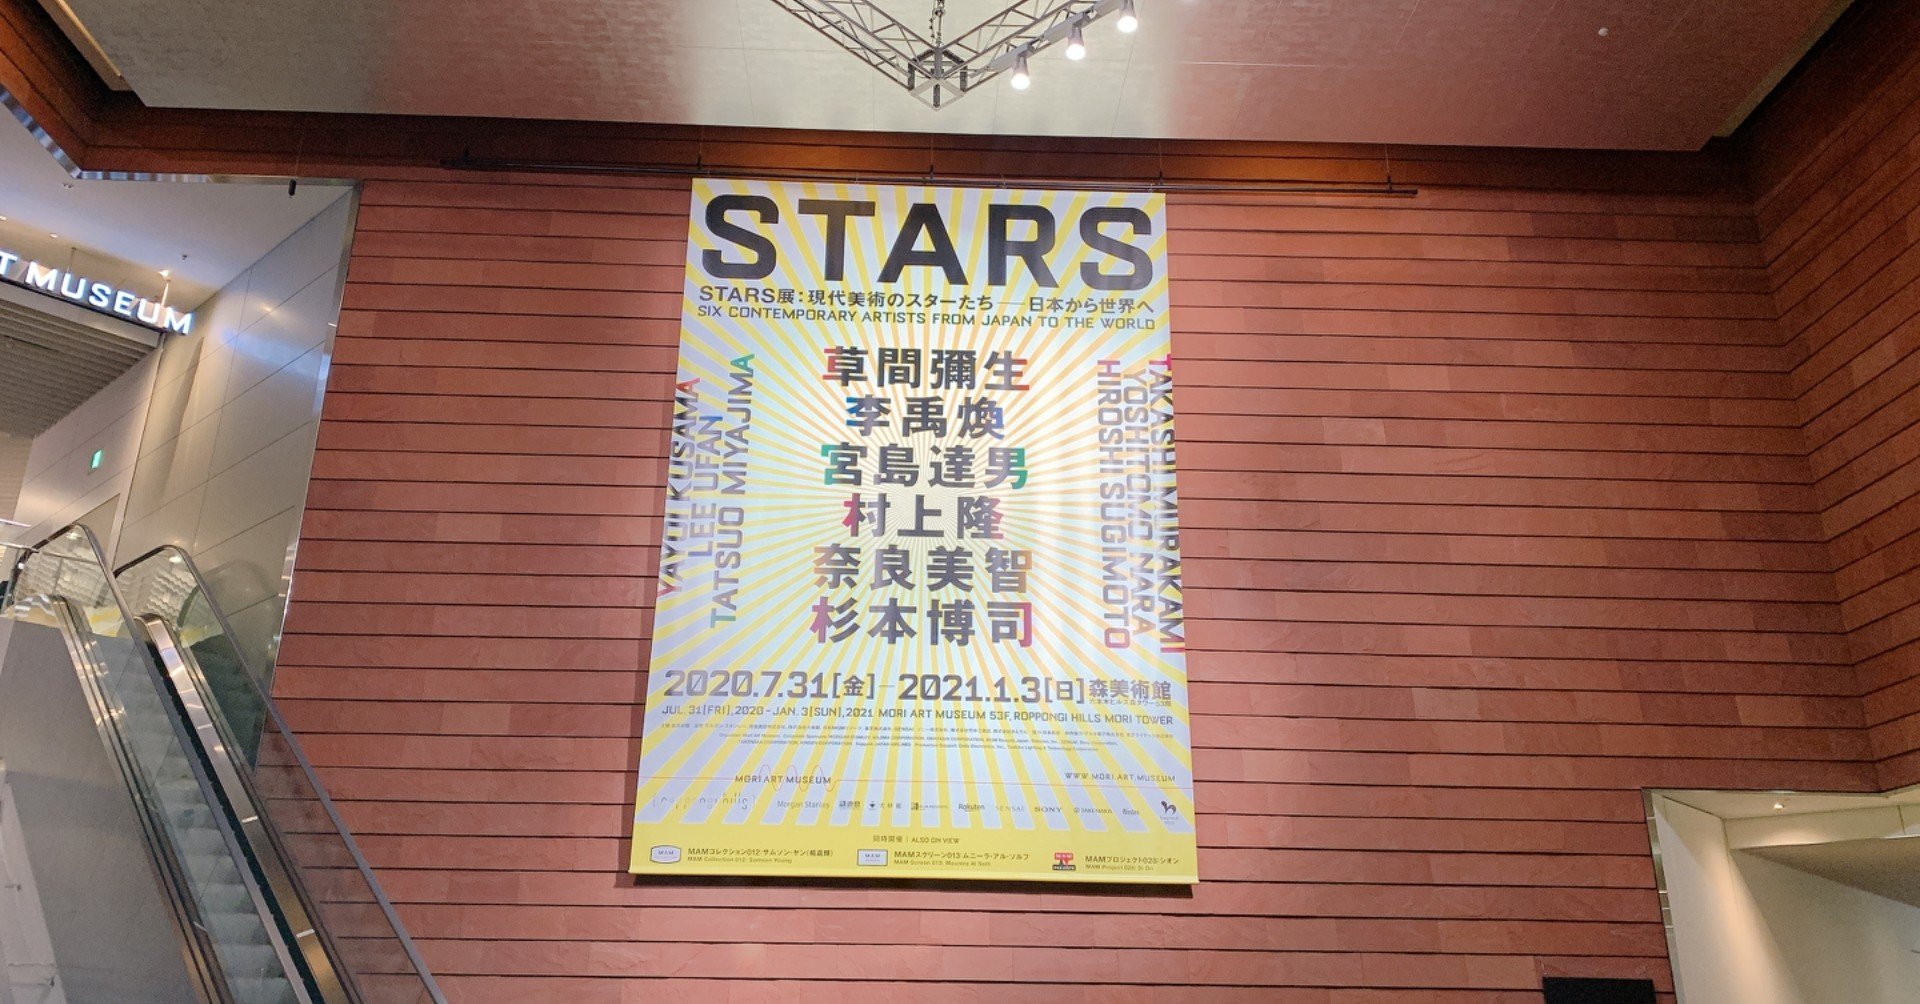 T MUSEUM
STARS
STARS展：現代美術のスターたち——日本から世界へ
SIX CONTEMPORARY ARTISTS FROM JAPAN TO THE WORLD
YAYOI KUSAMA
LEE UFAN
TATSUO MIYAJIMA
草間彌生
李禹煥
宮島達男
村上隆
奈良美智
杉本博司
TAKASHI MURAKAMI
YOSHITOMO NARA
HIROSHI SUGIMOTO
2020.7.31[金]—2021.1.3[日] 森美術館
六本木ヒルズ森タワー53階
JUL. 31[FRI], 2020 - JAN. 3[SUN], 2021 MORI ART MUSEUM 53F, ROPPONGI HILLS MORI TOWER
MORI ART MUSEUM
WWW.MORI.ART.MUSEUM
roppongi hills Morgan Stanley 大林組 Rakuten SENSAI SONY
同時開催 | ALSO ON VIEW
MAMコレクション012：サムソン・ヤン(楊嘉輝)
MAM Collection 012: Samson Young
MAMスクリーン013：ムニーラ・アル・ソルフ
MAM Screen 013: Mounira Al Solh
MAMプロジェクト028：シオン
MAM Project 028: Si On